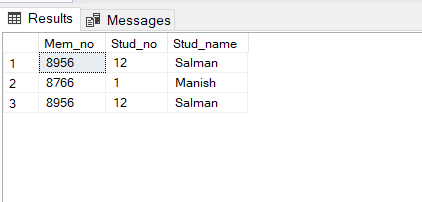 Results Messages
Mem_no Stud_no Stud_name
1 8956 12 Salman
2 8766 1 Manish
3 8956 12 Salman